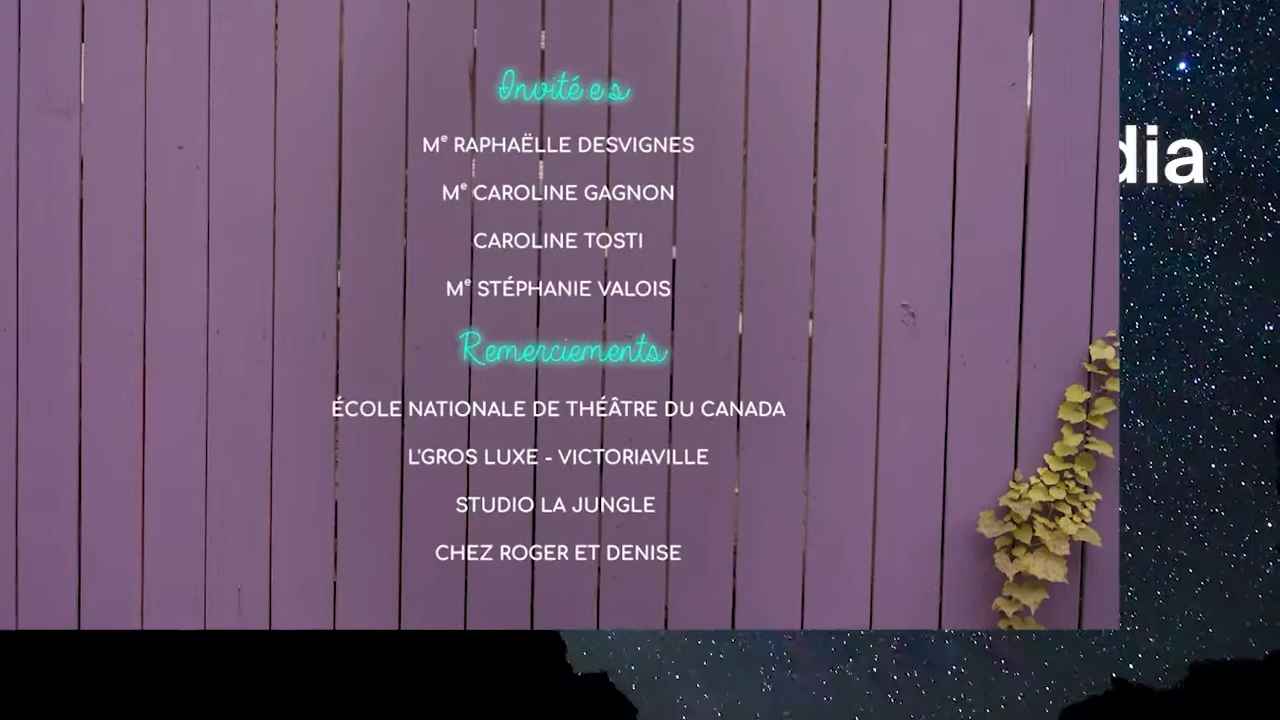 Invité.e.s
Mᵉ RAPHAËLLE DESVIGNES
Mᵉ CAROLINE GAGNON
CAROLINE TOSTI
Mᵉ STÉPHANIE VALOIS
Remerciements
ÉCOLE NATIONALE DE THÉÂTRE DU CANADA
L'GROS LUXE - VICTORIAVILLE
STUDIO LA JUNGLE
CHEZ ROGER ET DENISE
dia